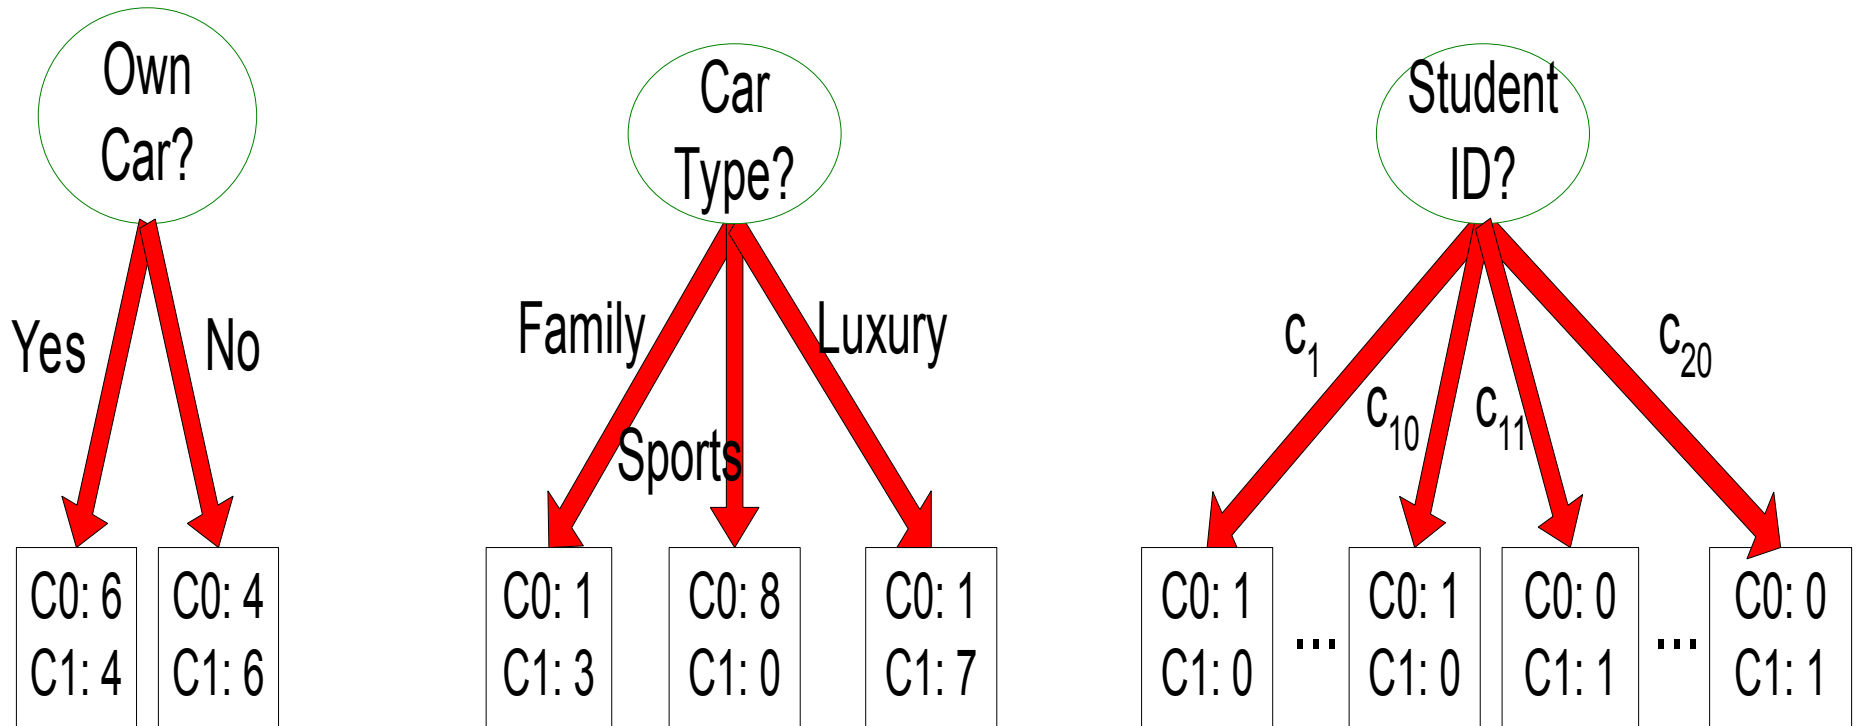 Own
Car?
Yes
No
C0: 6
C1: 4
C0: 4
C1: 6
Car
Type?
Family
Sports
Luxury
C0: 1
C1: 3
C0: 8
C1: 0
C0: 1
C1: 7
Student
ID?
c₁
c₁₀
c₁₁
c₂₀
C0: 1
C1: 0
...
C0: 1
C1: 0
C0: 0
C1: 1
...
C0: 0
C1: 1